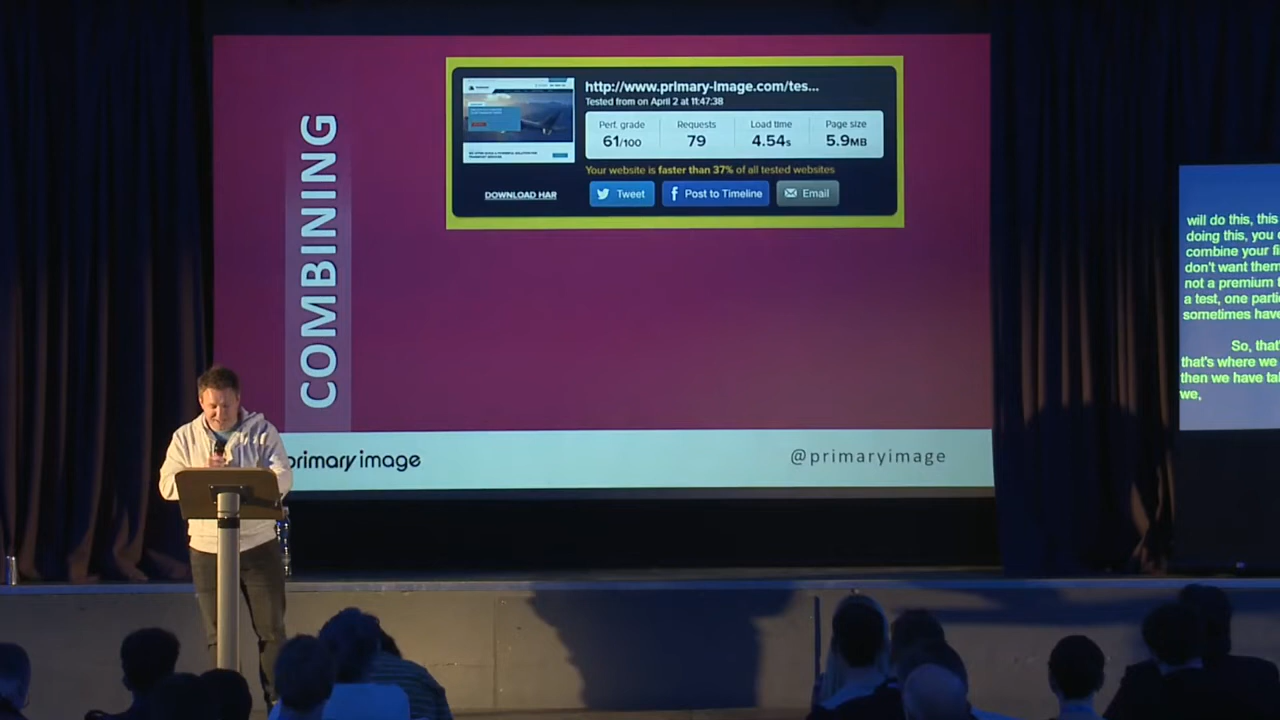 COMBINING
http://www.primary-image.com/tes...
Tested from on April 2 at 11:47:38
Perf. grade
61/100
Requests
79
Load time
4.54s
Page size
5.9MB
Your website is faster than 37% of all tested websites
DOWNLOAD HAR
Tweet
Post to Timeline
Email
primary image
@primaryimage
will do this, this
doing this, you
combine your
don't want them
not a premium
a test, one
sometimes have
So, that'
that's where we
then we have
we,